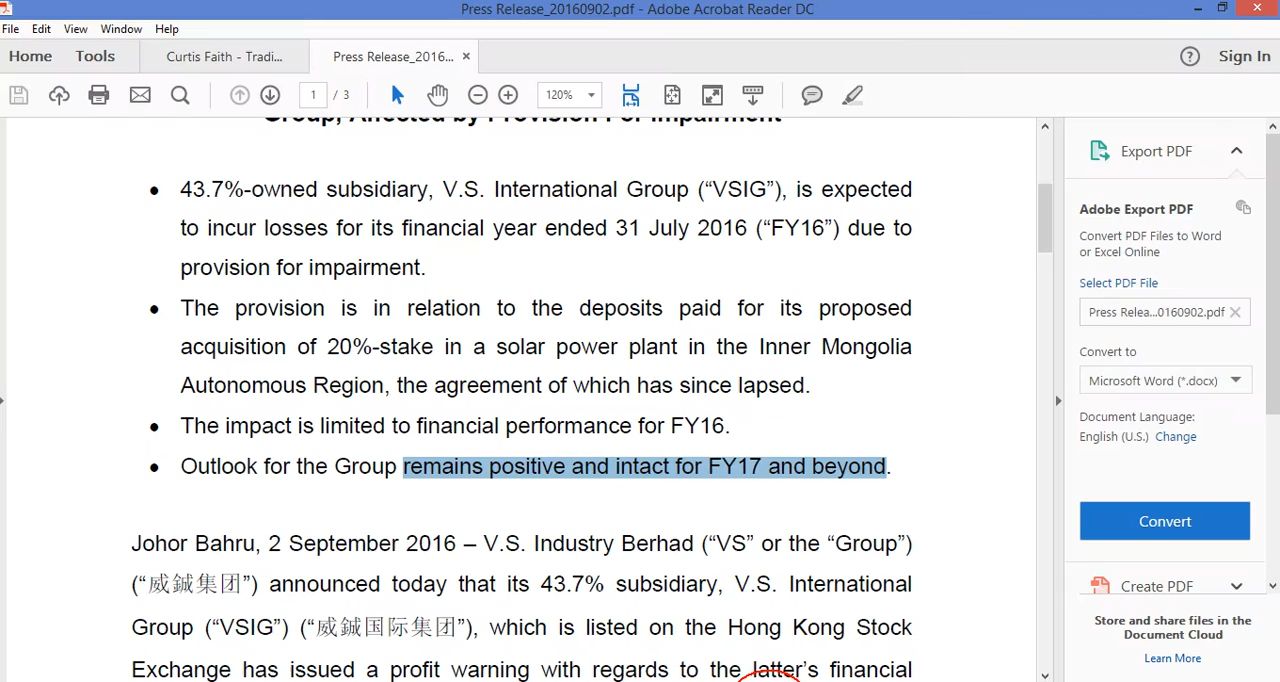 Press Release_20160902.pdf - Adobe Acrobat Reader DC
File Edit View Window Help
Home Tools Curtis Faith - Tradi... Press Release_2016... × Sign In
1 / 3 120%
Group, Affected by Provision For Impairment
• 43.7%-owned subsidiary, V.S. International Group (“VSIG”), is expected
to incur losses for its financial year ended 31 July 2016 (“FY16”) due to
provision for impairment.
• The provision is in relation to the deposits paid for its proposed
acquisition of 20%-stake in a solar power plant in the Inner Mongolia
Autonomous Region, the agreement of which has since lapsed.
• The impact is limited to financial performance for FY16.
• Outlook for the Group remains positive and intact for FY17 and beyond.
Johor Bahru, 2 September 2016 – V.S. Industry Berhad (“VS” or the “Group”)
(“威鋮集团”) announced today that its 43.7% subsidiary, V.S. International
Group (“VSIG”) (“威鋮国际集团”), which is listed on the Hong Kong Stock
Exchange has issued a profit warning with regards to the latter’s financial
Export PDF
Adobe Export PDF
Convert PDF Files to Word
or Excel Online
Select PDF File
Press Relea...0160902.pdf ×
Convert to
Microsoft Word (*.docx)
Document Language:
English (U.S.) Change
Convert
Create PDF
Store and share files in the
Document Cloud
Learn More